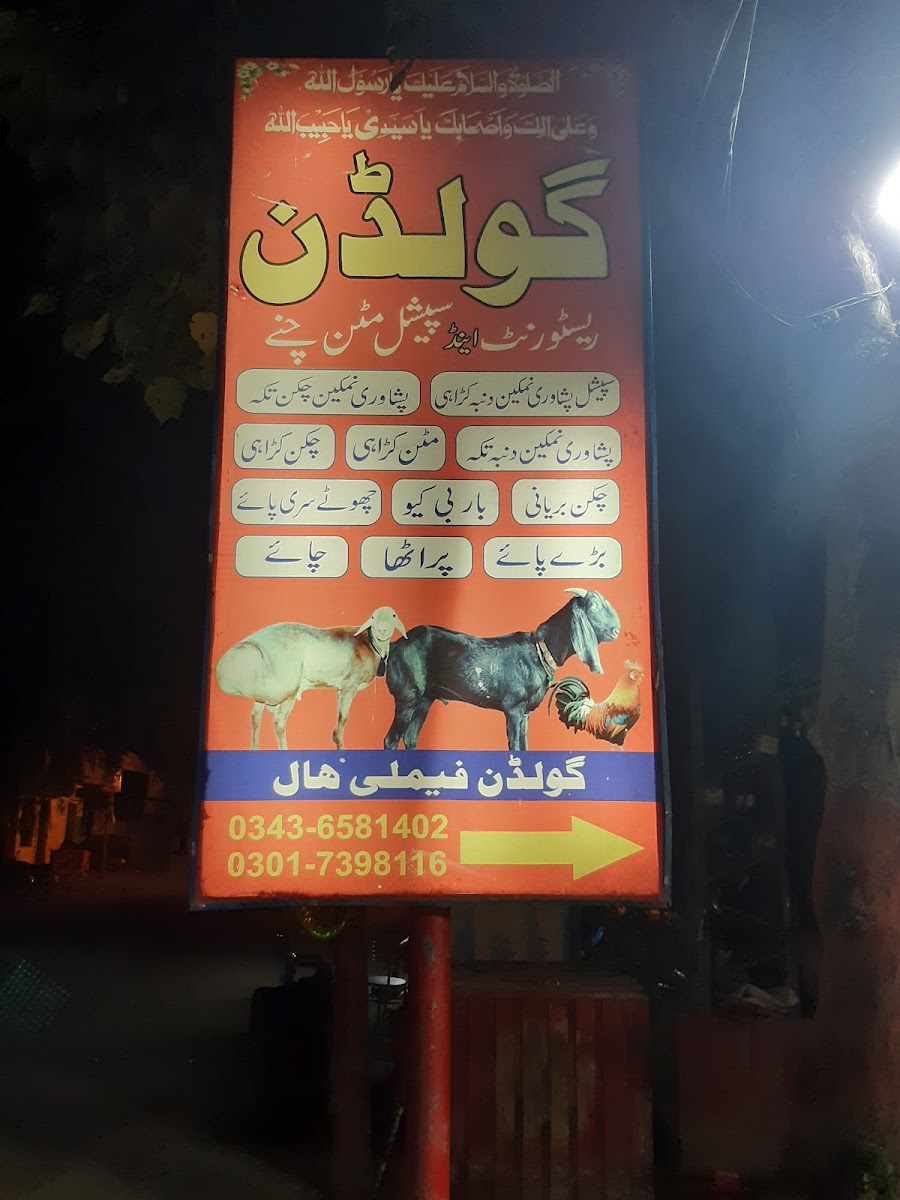 الصلوٰة والسلام علیک یا رسول اللہ
وعلیٰ آلک واصحابک یا سیدی یا حبیب اللہ
گولڈن
ریسٹورنٹ اینڈ سپیشل مٹن چنے
سپیشل پشاوری نمکین دنبہ کڑاہی پشاوری نمکین چکن تکہ
پشاوری نمکین دنبہ تکہ مٹن کڑاہی چکن کڑاہی
چکن بریانی بار بی کیو چھوٹے سری پائے
بڑے پائے پراٹھا چائے
گولڈن فیملی ھال
0343-6581402
0301-7398116